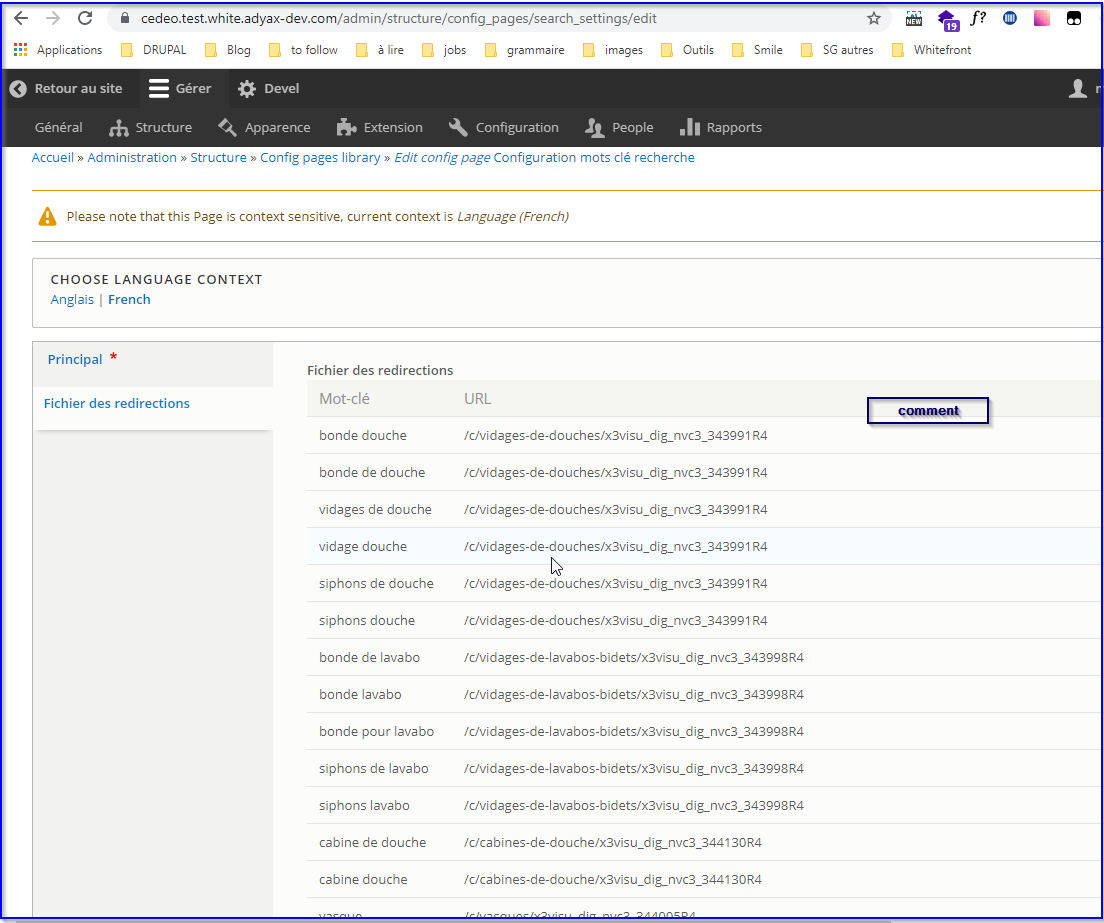 cedeo.test.white.adyax-dev.com/admin/structure/config_pages/search_settings/edit
NEW 19 f?
Applications DRUPAL Blog to follow à lire jobs grammaire images Outils Smile SG autres Whitefront
Retour au site Gérer Devel
Général Structure Apparence Extension Configuration People Rapports
Accueil » Administration » Structure » Config pages library » Edit config page Configuration mots clé recherche
Please note that this Page is context sensitive, current context is Language (French)
CHOOSE LANGUAGE CONTEXT
Anglais | French
Principal *
Fichier des redirections
Fichier des redirections
Mot-clé URL
comment
bonde douche /c/vidages-de-douches/x3visu_dig_nvc3_343991R4
bonde de douche /c/vidages-de-douches/x3visu_dig_nvc3_343991R4
vidages de douche /c/vidages-de-douches/x3visu_dig_nvc3_343991R4
vidage douche /c/vidages-de-douches/x3visu_dig_nvc3_343991R4
siphons de douche /c/vidages-de-douches/x3visu_dig_nvc3_343991R4
siphons douche /c/vidages-de-douches/x3visu_dig_nvc3_343991R4
bonde de lavabo /c/vidages-de-lavabos-bidets/x3visu_dig_nvc3_343998R4
bonde lavabo /c/vidages-de-lavabos-bidets/x3visu_dig_nvc3_343998R4
bonde pour lavabo /c/vidages-de-lavabos-bidets/x3visu_dig_nvc3_343998R4
siphons de lavabo /c/vidages-de-lavabos-bidets/x3visu_dig_nvc3_343998R4
siphons lavabo /c/vidages-de-lavabos-bidets/x3visu_dig_nvc3_343998R4
cabine de douche /c/cabines-de-douche/x3visu_dig_nvc3_344130R4
cabine douche /c/cabines-de-douche/x3visu_dig_nvc3_344130R4
vasque /c/vasques/x3visu_dig_nvc3_344005R4